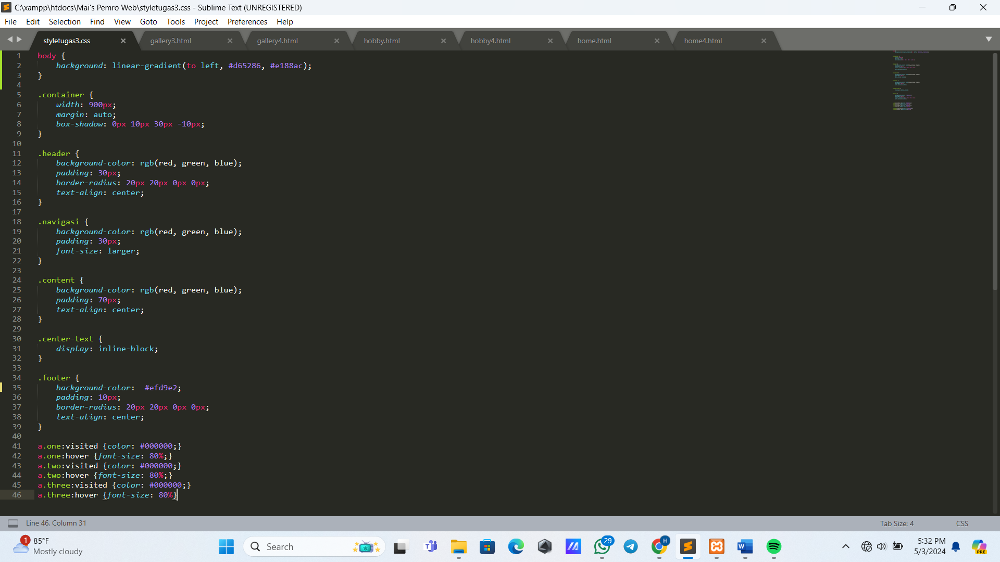 C:\xampp\htdocs\Mai's Pemro Web\styletugas3.css - Sublime Text (UNREGISTERED)
File Edit Selection Find View Goto Tools Project Preferences Help
styletugas3.css gallery3.html gallery4.html hobby.html hobby4.html home.html home4.html
1 body {
2     background: linear-gradient(to left, #d65286, #e188ac);
3 }
4
5 .container {
6     width: 900px;
7     margin: auto;
8     box-shadow: 0px 10px 30px -10px;
9 }
10
11 .header {
12     background-color: rgb(red, green, blue);
13     padding: 30px;
14     border-radius: 20px 20px 0px 0px;
15     text-align: center;
16 }
17
18 .navigasi {
19     background-color: rgb(red, green, blue);
20     padding: 30px;
21     font-size: larger;
22 }
23
24 .content {
25     background-color: rgb(red, green, blue);
26     padding: 70px;
27     text-align: center;
28 }
29
30 .center-text {
31     display: inline-block;
32 }
33
34 .footer {
35     background-color:  #efd9e2;
36     padding: 10px;
37     border-radius: 20px 20px 0px 0px;
38     text-align: center;
39 }
40
41 a.one:visited {color: #000000;}
42 a.one:hover {font-size: 80%;}
43 a.two:visited {color: #000000;}
44 a.two:hover {font-size: 80%;}
45 a.three:visited {color: #000000;}
46 a.three:hover {font-size: 80%}
Line 46, Column 31 Tab Size: 4 CSS
1 85°F
Mostly cloudy
Search
29
H
5:32 PM
5/3/2024
PRE